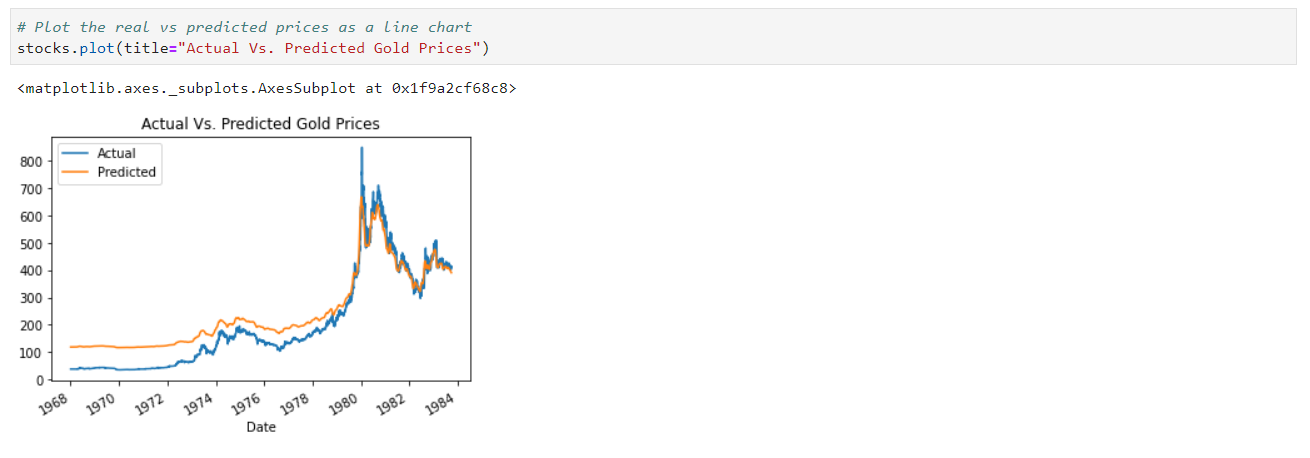 # Plot the real vs predicted prices as a line chart
stocks.plot(title="Actual Vs. Predicted Gold Prices")
<matplotlib.axes._subplots.AxesSubplot at 0x1f9a2cf68c8>
Actual Vs. Predicted Gold Prices
Actual
Predicted
800
700
600
500
400
300
200
100
0
1968 1970 1972 1974 1976 1978 1980 1982 1984
Date